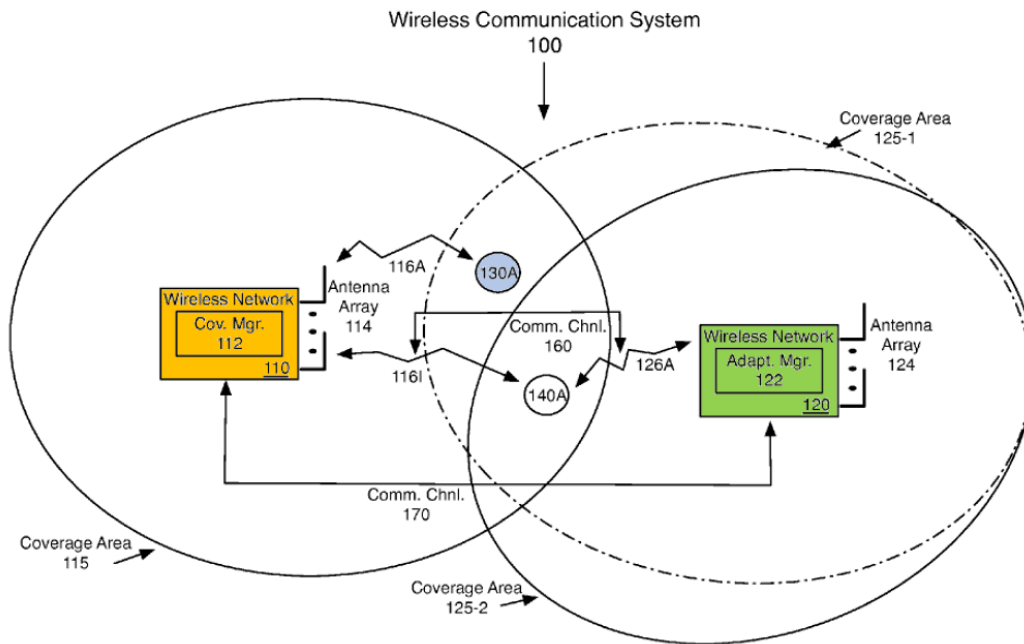 Wireless Communication System
100
Coverage Area
125-1
116A
130A
Antenna
Array
114
Wireless Network
Cov. Mgr.
112
110
Comm. Chnl.
160
Wireless Network
Adapt. Mgr.
122
120
Antenna
Array
124
116I
126A
140A
Comm. Chnl.
170
Coverage Area
115
Coverage Area
125-2